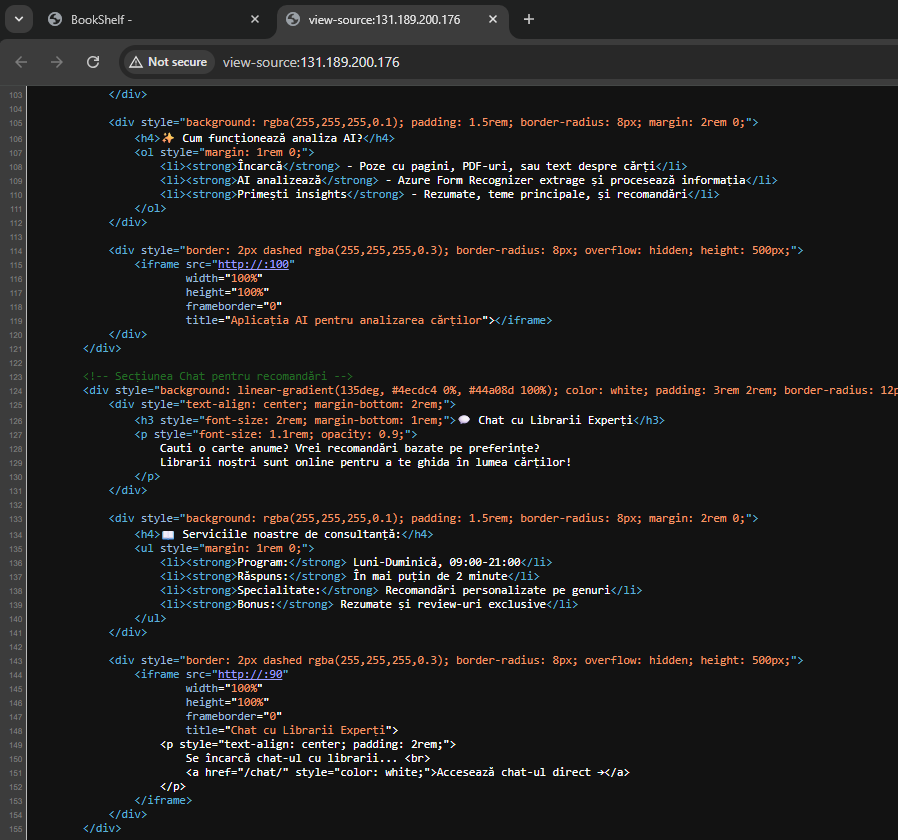 BookShelf -
view-source:131.189.200.176
Not secure
view-source:131.189.200.176
103 </div>
104
105 <div style="background: rgba(255,255,255,0.1); padding: 1.5rem; border-radius: 8px; margin: 2rem 0;">
106 <h4>✨ Cum funcționează analiza AI?</h4>
107 <ol style="margin: 1rem 0;">
108 <li><strong>Încarcă</strong> - Poze cu pagini, PDF-uri, sau text despre cărți</li>
109 <li><strong>AI analizează</strong> - Azure Form Recognizer extrage și procesează informația</li>
110 <li><strong>Primești insights</strong> - Rezumate, teme principale, și recomandări</li>
111 </ol>
112 </div>
113
114 <div style="border: 2px dashed rgba(255,255,255,0.3); border-radius: 8px; overflow: hidden; height: 500px;">
115 <iframe src="http://:100"
116 width="100%"
117 height="100%"
118 frameborder="0"
119 title="Aplicația AI pentru analizarea cărților"></iframe>
120 </div>
121 </div>
122
123 <!-- Secțiunea Chat pentru recomandări -->
124 <div style="background: linear-gradient(135deg, #4ecdc4 0%, #44a08d 100%); color: white; padding: 3rem 2rem; border-radius: 12p
125 <div style="text-align: center; margin-bottom: 2rem;">
126 <h3 style="font-size: 2rem; margin-bottom: 1rem;">💬 Chat cu Librarii Experți</h3>
127 <p style="font-size: 1.1rem; opacity: 0.9;">
128 Cauti o carte anume? Vrei recomandări bazate pe preferințe?
129 Librarii noștri sunt online pentru a te ghida în lumea cărților!
130 </p>
131 </div>
132
133 <div style="background: rgba(255,255,255,0.1); padding: 1.5rem; border-radius: 8px; margin: 2rem 0;">
134 <h4>📖 Serviciile noastre de consultanță:</h4>
135 <ul style="margin: 1rem 0;">
136 <li><strong>Program:</strong> Luni-Duminică, 09:00-21:00</li>
137 <li><strong>Răspuns:</strong> În mai puțin de 2 minute</li>
138 <li><strong>Specialitate:</strong> Recomandări personalizate pe genuri</li>
139 <li><strong>Bonus:</strong> Rezumate și review-uri exclusive</li>
140 </ul>
141 </div>
142
143 <div style="border: 2px dashed rgba(255,255,255,0.3); border-radius: 8px; overflow: hidden; height: 500px;">
144 <iframe src="http://:90"
145 width="100%"
146 height="100%"
147 frameborder="0"
148 title="Chat cu Librarii Experți">
149 <p style="text-align: center; padding: 2rem;">
150 Se încarcă chat-ul cu librarii... <br>
151 <a href="/chat/" style="color: white;">Accesează chat-ul direct →</a>
152 </p>
153 </iframe>
154 </div>
155 </div>